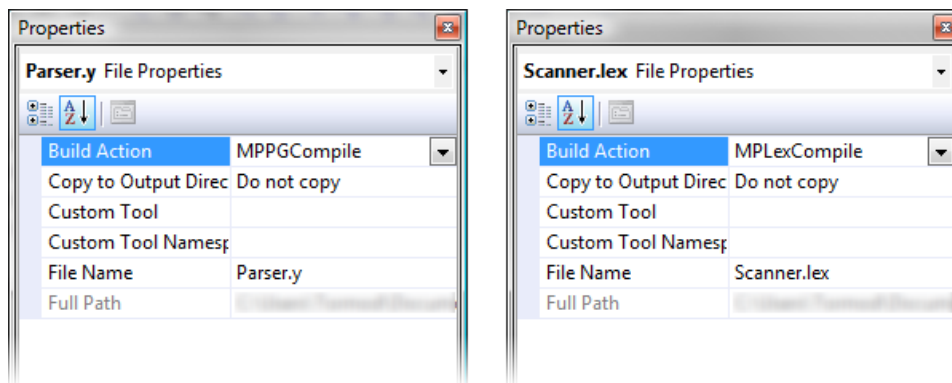 Properties
Parser.y File Properties
Build Action MPPGCompile
Copy to Output Direc Do not copy
Custom Tool
Custom Tool Namesp
File Name Parser.y
Full Path
Properties
Scanner.lex File Properties
Build Action MPLexCompile
Copy to Output Direc Do not copy
Custom Tool
Custom Tool Namesp
File Name Scanner.lex
Full Path